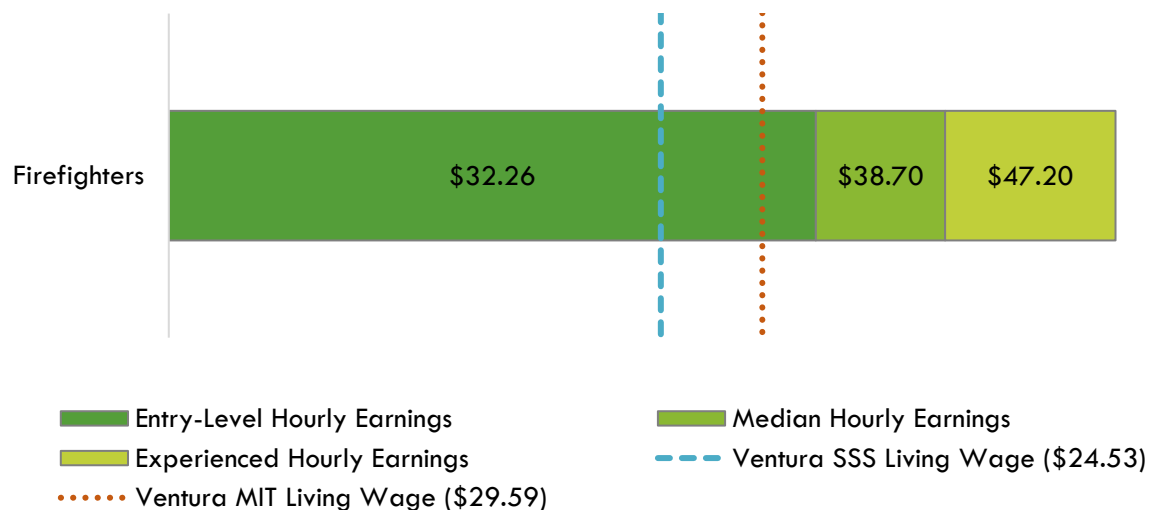 Firefighters $32.26 $38.70 $47.20
Entry-Level Hourly Earnings Median Hourly Earnings
Experienced Hourly Earnings Ventura SSS Living Wage ($24.53)
Ventura MIT Living Wage ($29.59)